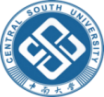 CENTRAL SOUTH UNIVERSITY
中南大学